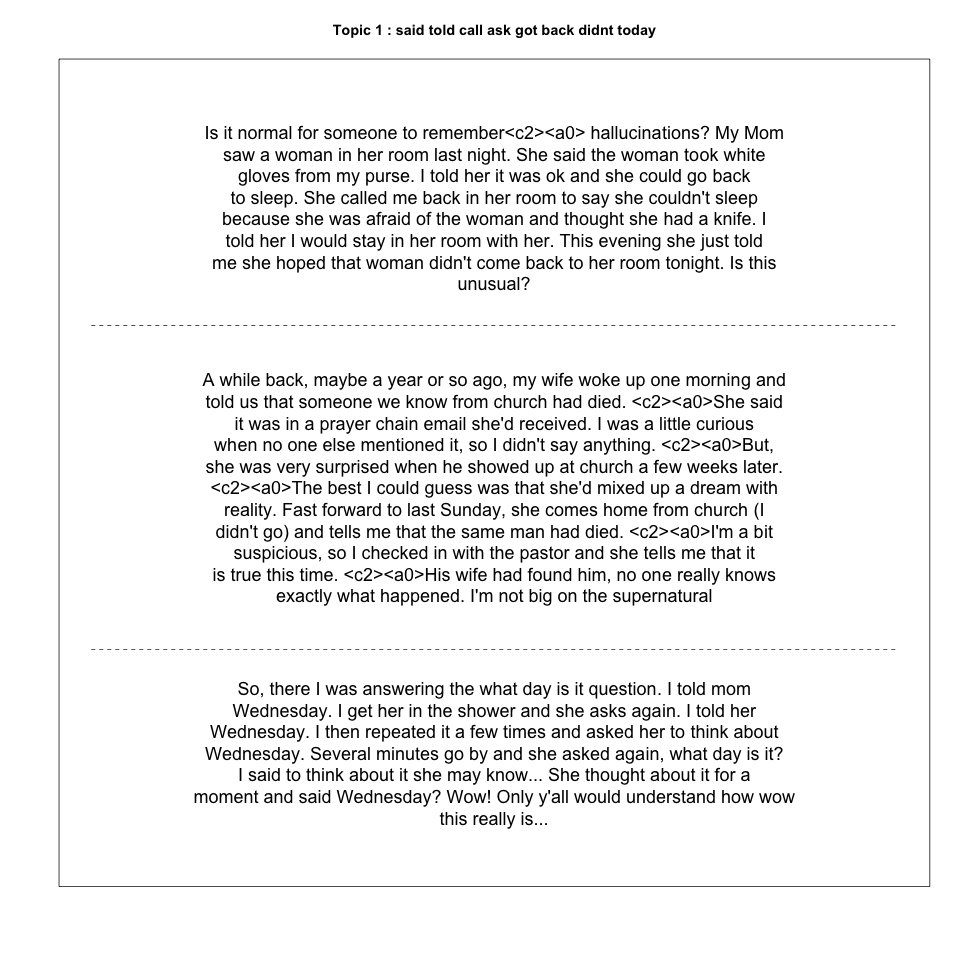 Topic 1 : said told call ask got back didnt today
Is it normal for someone to remember<c2><a0> hallucinations? My Mom
saw a woman in her room last night. She said the woman took white
gloves from my purse. I told her it was ok and she could go back
to sleep. She called me back in her room to say she couldn't sleep
because she was afraid of the woman and thought she had a knife. I
told her I would stay in her room with her. This evening she just told
me she hoped that woman didn't come back to her room tonight. Is this
unusual?
A while back, maybe a year or so ago, my wife woke up one morning and
told us that someone we know from church had died. <c2><a0>She said
it was in a prayer chain email she'd received. I was a little curious
when no one else mentioned it, so I didn't say anything. <c2><a0>But,
she was very surprised when he showed up at church a few weeks later.
<c2><a0>The best I could guess was that she'd mixed up a dream with
reality. Fast forward to last Sunday, she comes home from church (I
didn't go) and tells me that the same man had died. <c2><a0>I'm a bit
suspicious, so I checked in with the pastor and she tells me that it
is true this time. <c2><a0>His wife had found him, no one really knows
exactly what happened. I'm not big on the supernatural
So, there I was answering the what day is it question. I told mom
Wednesday. I get her in the shower and she asks again. I told her
Wednesday. I then repeated it a few times and asked her to think about
Wednesday. Several minutes go by and she asked again, what day is it?
I said to think about it she may know... She thought about it for a
moment and said Wednesday? Wow! Only y'all would understand how wow
this really is...